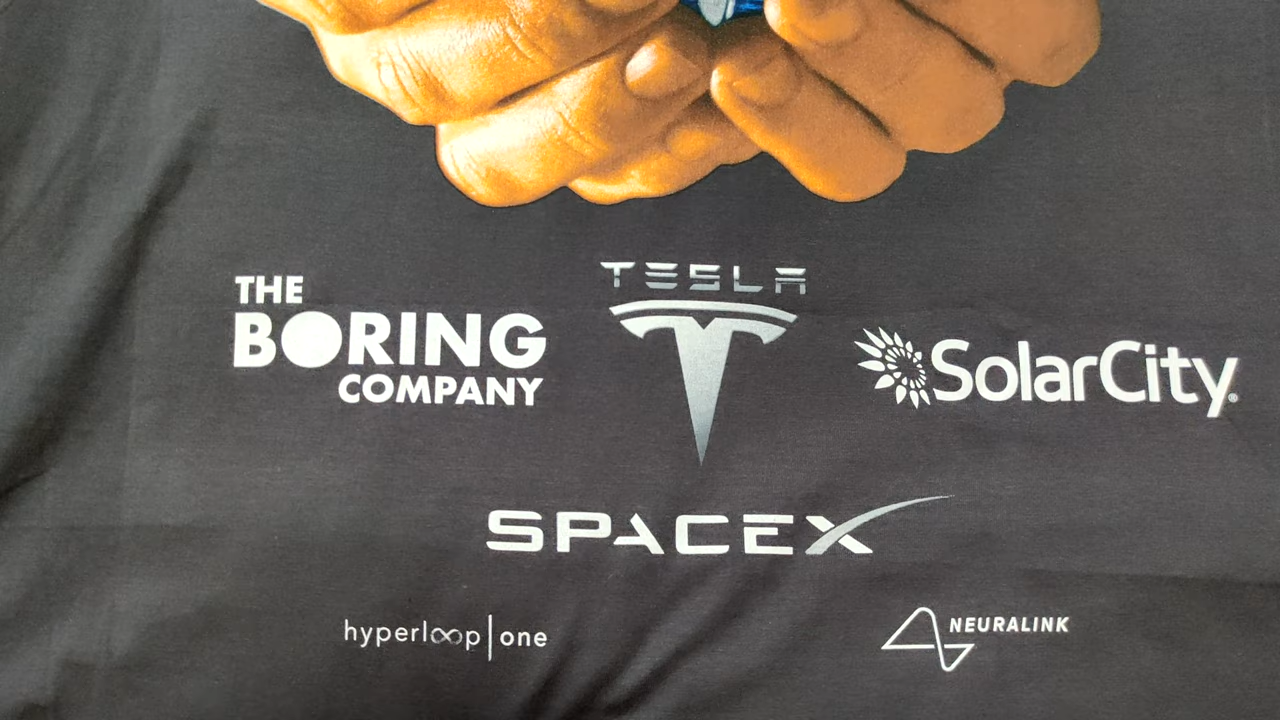 THE
BORING
COMPANY
TESLA
SolarCity®
SPACEX
hyperloop|one
NEURALINK